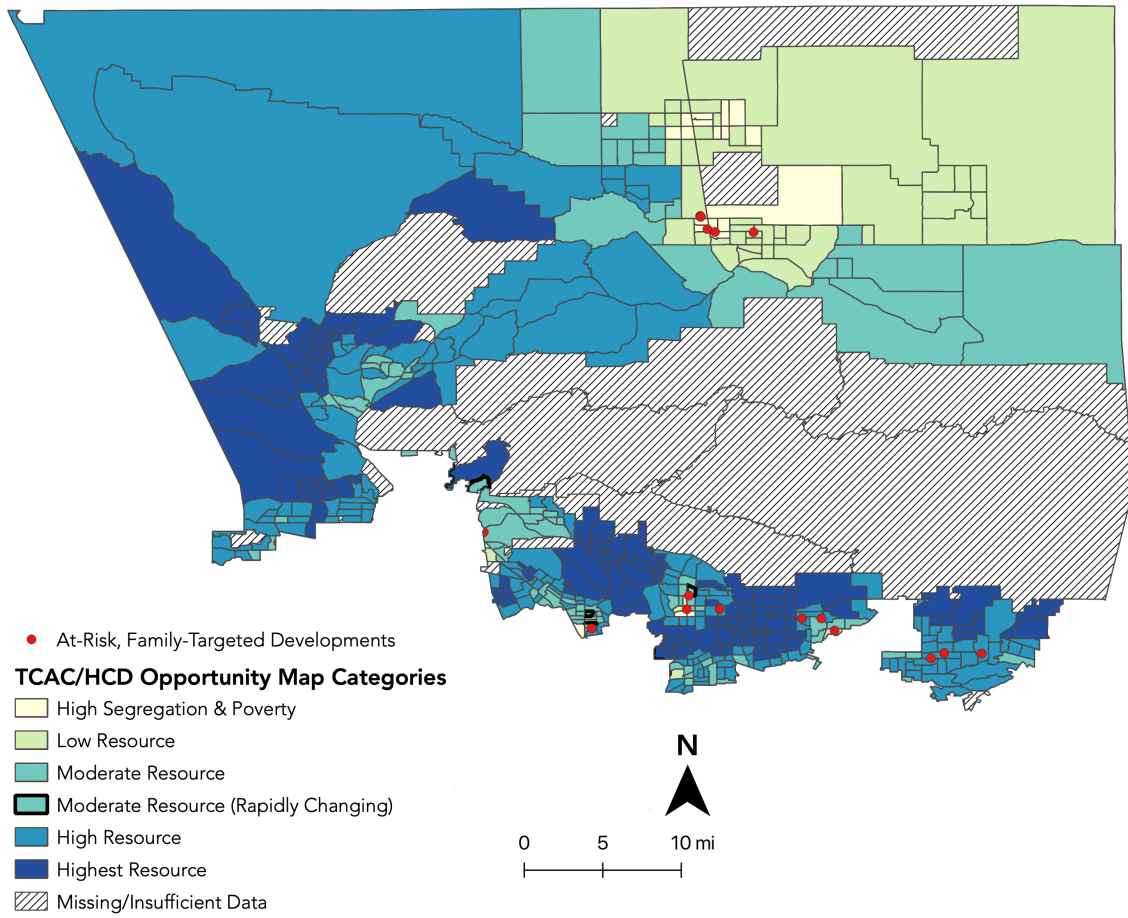 At-Risk, Family-Targeted Developments
TCAC/HCD Opportunity Map Categories
High Segregation & Poverty
Low Resource
Moderate Resource
Moderate Resource (Rapidly Changing)
High Resource
Highest Resource
Missing/Insufficient Data
N
0 5 10 mi